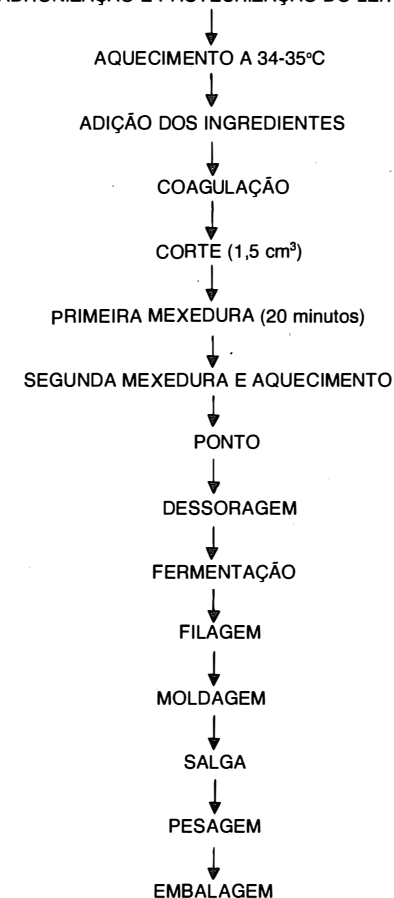 AQUECIMENTO A 34-35ºC
ADIÇÃO DOS INGREDIENTES
COAGULAÇÃO
CORTE (1,5 cm³)
PRIMEIRA MEXEDURA (20 minutos)
SEGUNDA MEXEDURA E AQUECIMENTO
PONTO
DESSORAGEM
FERMENTAÇÃO
FILAGEM
MOLDAGEM
SALGA
PESAGEM
EMBALAGEM